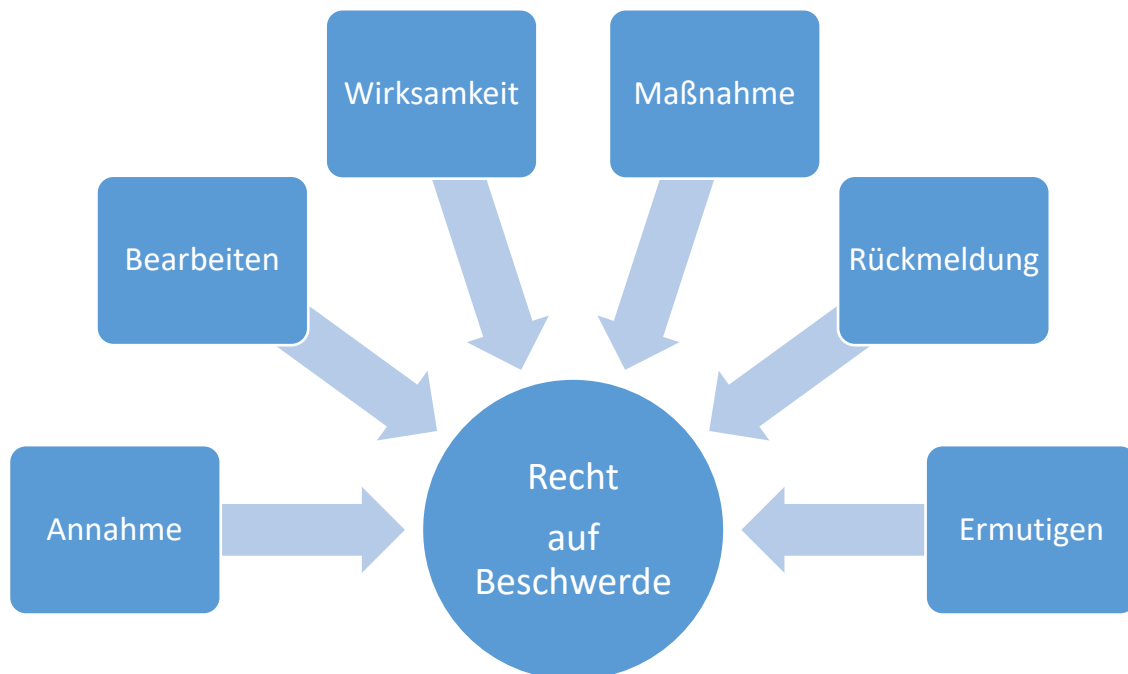 Wirksamkeit
Maßnahme
Bearbeiten
Rückmeldung
Annahme
Recht
auf
Beschwerde
Ermutigen